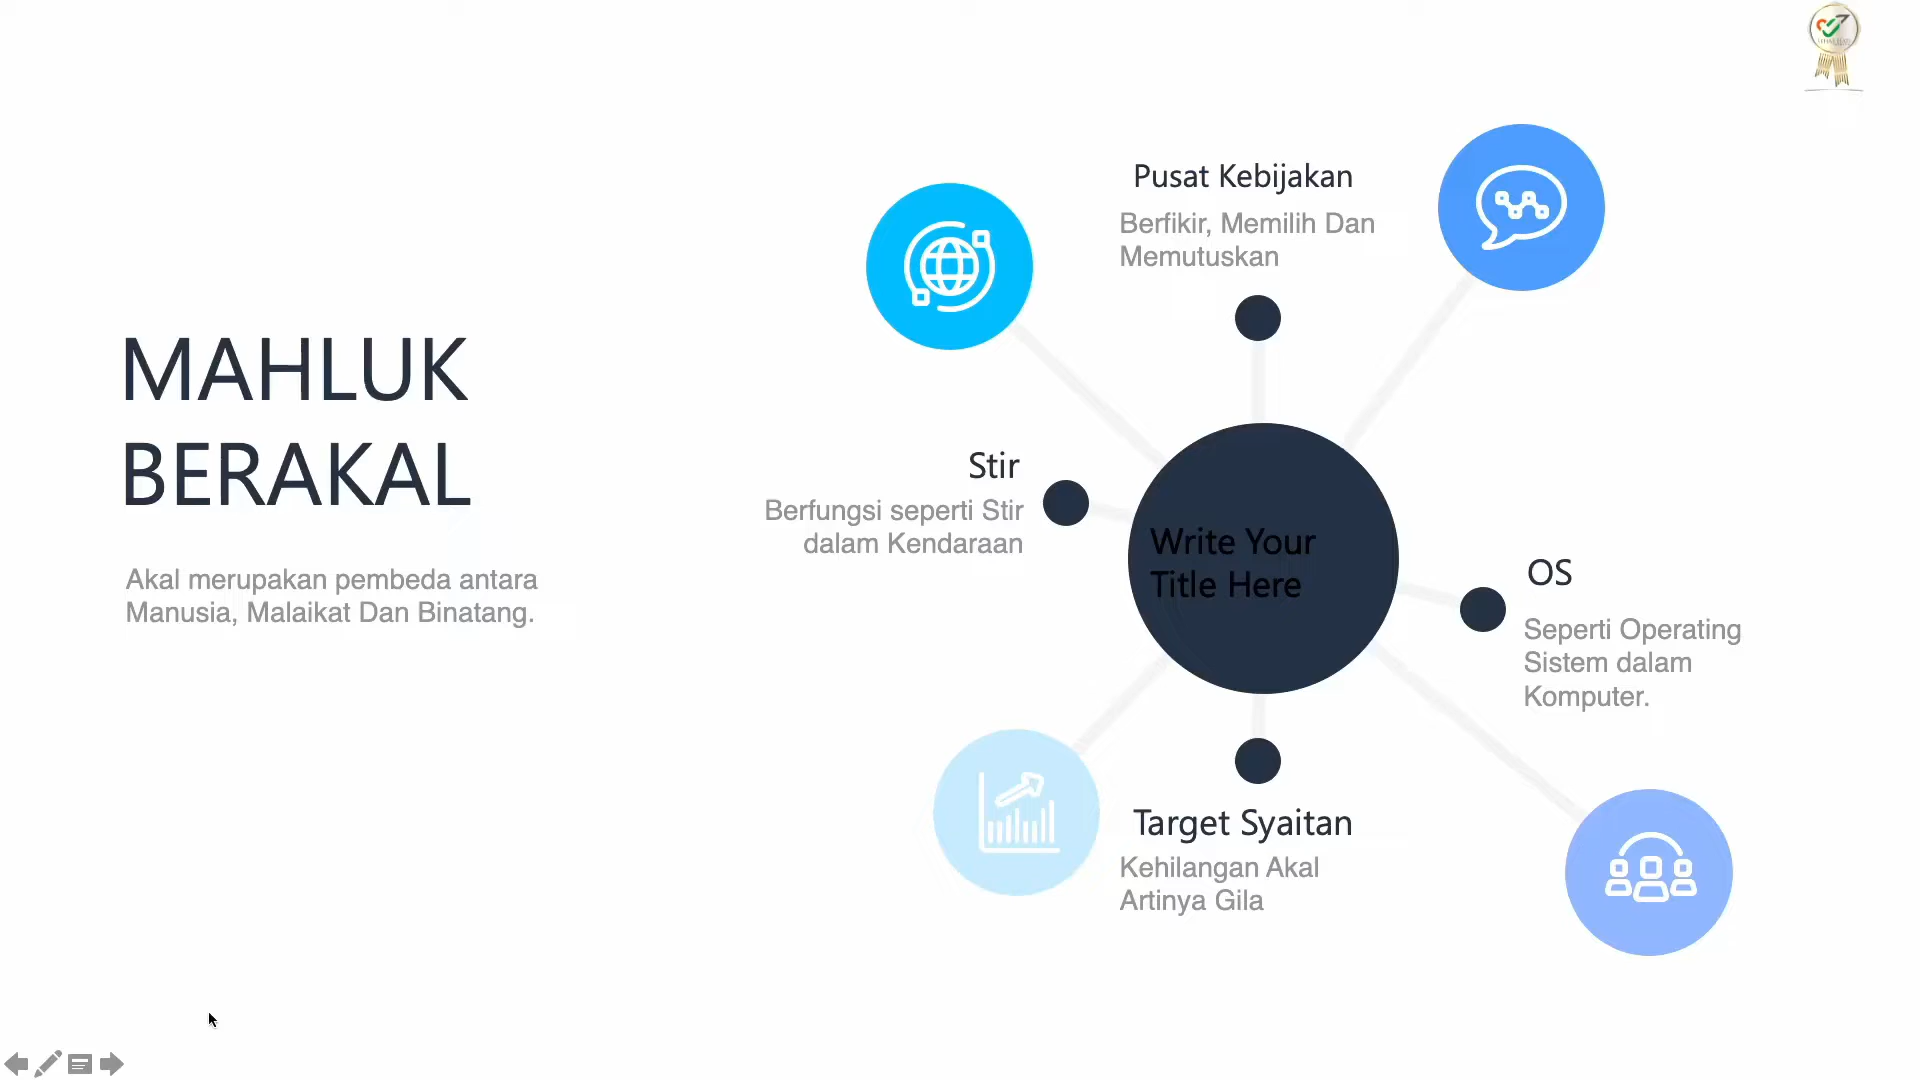 MAHLUK
BERAKAL
Akal merupakan pembeda antara
Manusia, Malaikat Dan Binatang.
Pusat Kebijakan
Berfikir, Memilih Dan
Memutuskan
Stir
Berfungsi seperti Stir
dalam Kendaraan
Write Your
Title Here
OS
Seperti Operating
Sistem dalam
Komputer.
Target Syaitan
Kehilangan Akal
Artinya Gila